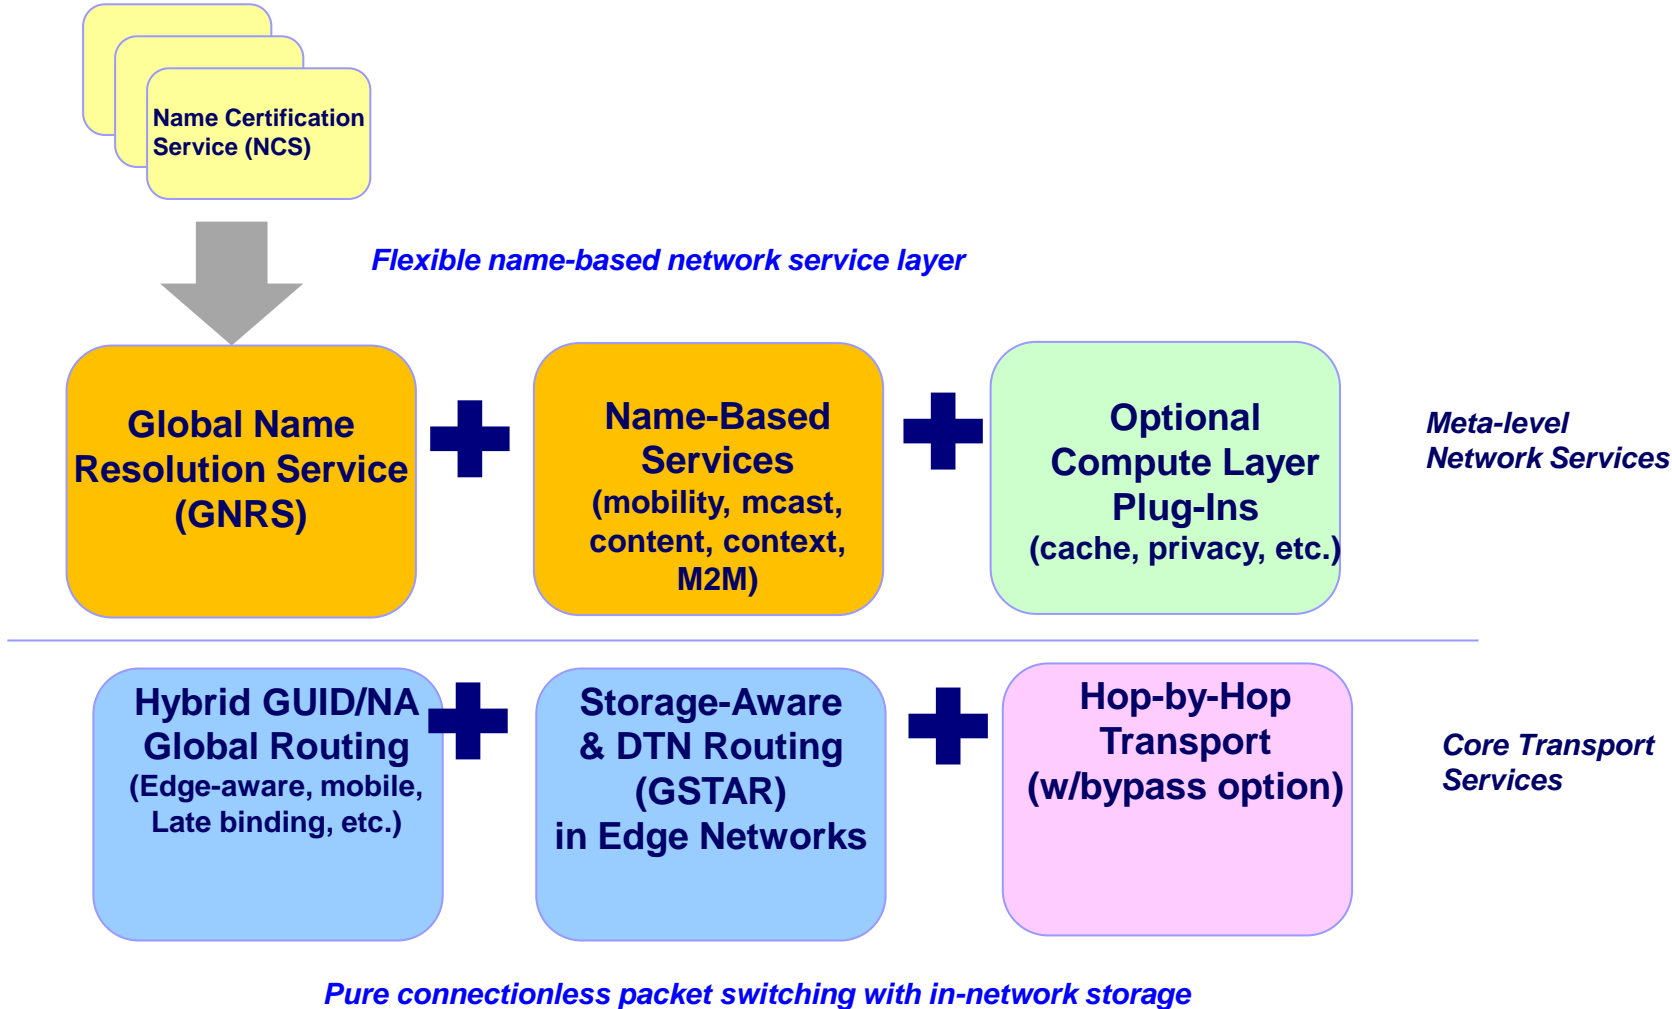 Name Certification
Service (NCS)
Flexible name-based network service layer
Global Name
Resolution Service
(GNRS)
Name-Based
Services
(mobility, mcast,
content, context,
M2M)
Optional
Compute Layer
Plug-Ins
(cache, privacy, etc.)
Meta-level
Network Services
Hybrid GUID/NA
Global Routing
(Edge-aware, mobile,
Late binding, etc.)
Storage-Aware
& DTN Routing
(GSTAR)
in Edge Networks
Hop-by-Hop
Transport
(w/bypass option)
Core Transport
Services
Pure connectionless packet switching with in-network storage